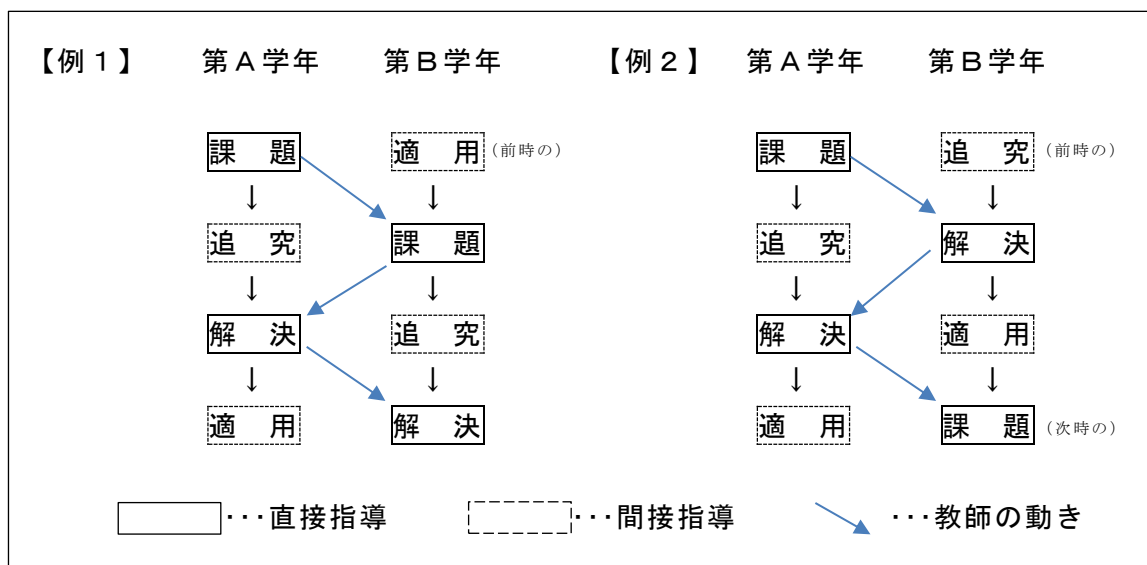 【例１】 第Ａ学年 第Ｂ学年 【例２】 第Ａ学年 第Ｂ学年
課 題 適 用 (前時の) 課 題 追 究 (前時の)
↓ ↓ ↓ ↓
追 究 課 題 追 究 解 決
↓ ↓ ↓ ↓
解 決 追 究 解 決 適 用
↓ ↓ ↓ ↓
適 用 解 決 適 用 課 題 (次時の)
･･･直接指導 ･･･間接指導 ･･･教師の動き